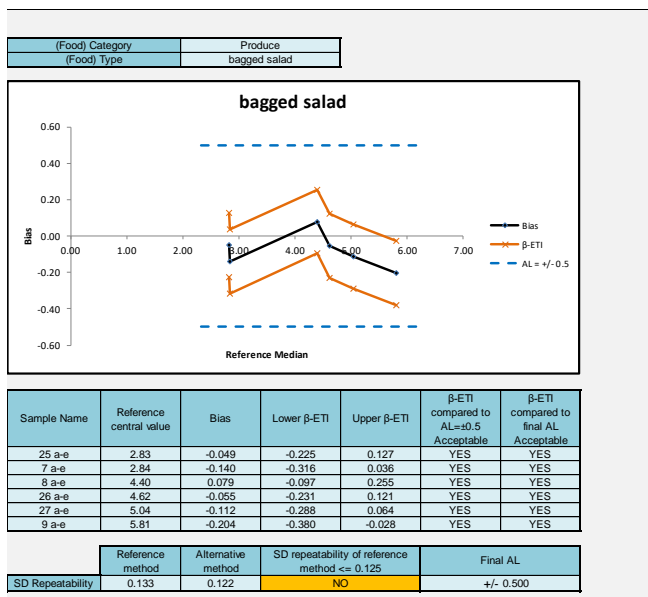 (Food) Category Produce
(Food) Type bagged salad
bagged salad
0.60
0.40
0.20
0.00
-0.20
-0.40
-0.60
0.00 1.00 2.00 3.00 4.00 5.00 6.00 7.00
Bias
Reference Median
Bias
β-ETI
AL = +/- 0.5
Sample Name Reference central value Bias Lower β-ETI Upper β-ETI β-ETI compared to AL=±0.5 Acceptable β-ETI compared to final AL Acceptable
25 a-e 2.83 -0.049 -0.225 0.127 YES YES
7 a-e 2.84 -0.140 -0.316 0.036 YES YES
8 a-e 4.40 0.079 -0.097 0.255 YES YES
26 a-e 4.62 -0.055 -0.231 0.121 YES YES
27 a-e 5.04 -0.112 -0.288 0.064 YES YES
9 a-e 5.81 -0.204 -0.380 -0.028 YES YES
Reference method Alternative method SD repeatability of reference method <= 0.125 Final AL
SD Repeatability 0.133 0.122 NO +/- 0.500